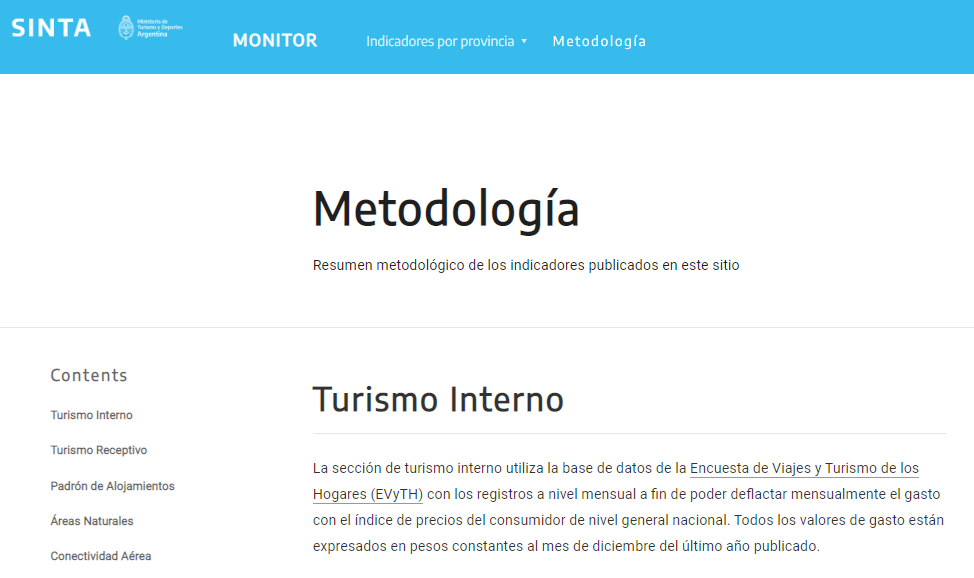 SINTA
Ministerio de
Turismo y Deportes
Argentina
MONITOR
Indicadores por provincia
Metodología
Metodología
Resumen metodológico de los indicadores publicados en este sitio
Contents
Turismo Interno
Turismo Receptivo
Padrón de Alojamientos
Áreas Naturales
Conectividad Aérea
Turismo Interno
La sección de turismo interno utiliza la base de datos de la Encuesta de Viajes y Turismo de los
Hogares (EVyTH) con los registros a nivel mensual a fin de poder deflactar mensualmente el gasto
con el índice de precios del consumidor de nivel general nacional. Todos los valores de gasto están
expresados en pesos constantes al mes de diciembre del último año publicado.